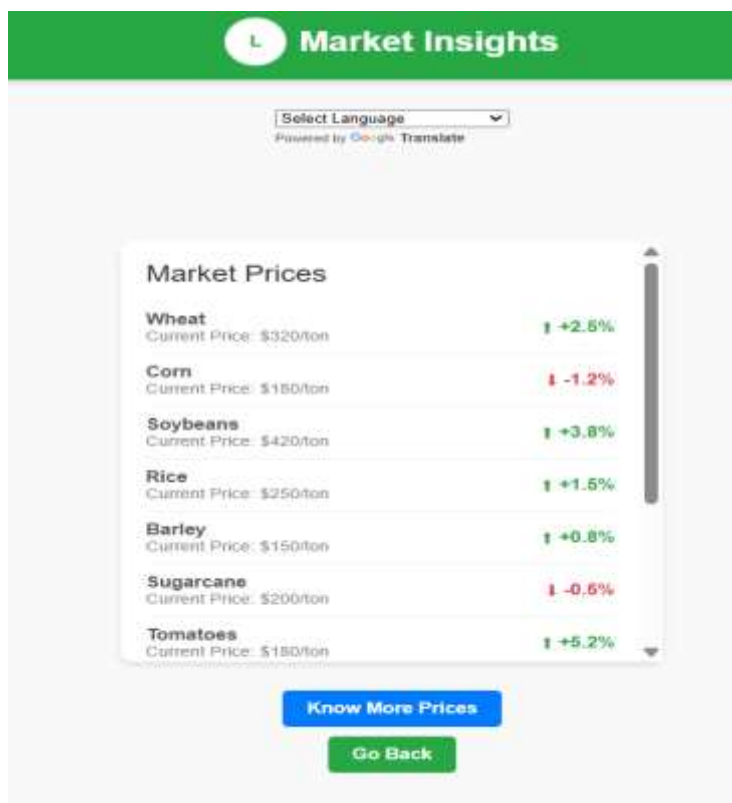 L
Market Insights
Select Language
Powered by Google Translate
Market Prices
Wheat
Current Price: $320/ton
+2.5%
Corn
Current Price: $180/ton
-1.2%
Soybeans
Current Price: $420/ton
+3.8%
Rice
Current Price: $250/ton
+1.5%
Barley
Current Price: $150/ton
+0.8%
Sugarcane
Current Price: $200/ton
-0.5%
Tomatoes
Current Price: $180/ton
+5.2%
Know More Prices
Go Back